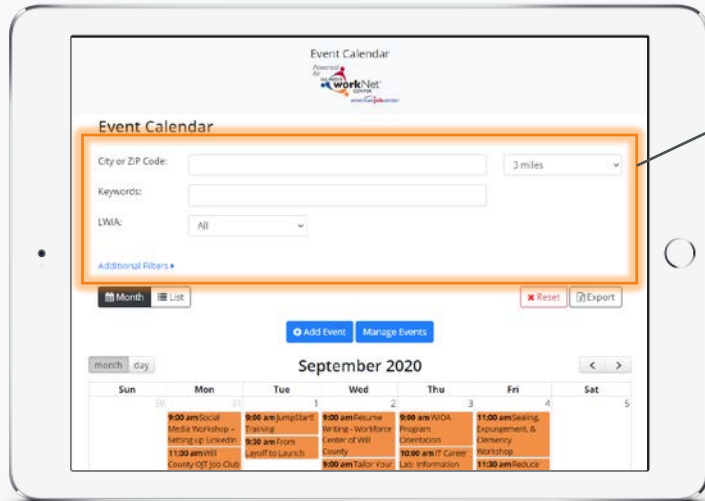 Event Calendar
Powered
By
workNet
CENTER
americanjobcenter
Event Calendar
City or ZIP Code:
3 miles
Keywords:
LWIA:
All
Additional Filters
Month
List
Reset
Export
Add Event
Manage Events
month
day
September 2020
Sun Mon Tue Wed Thu Fri Sat
30 31 1 2 3 4 5
9:00 am Social
Media Workshop -
Setting up LinkedIn
11:00 am Will
County OJT Job Club
9:00 am JumpStart!
Training
9:30 am From
Layoff to Launch
9:00 am Resume
Writing - Workforce
Center of Will
County
9:00 am Tailor Your
9:00 am WIOA
Program
Orientation
10:00 am IT Career
Lab: Information
11:00 am Sealing,
Expungement, &
Clemency
Workshop
11:30 am Reduce